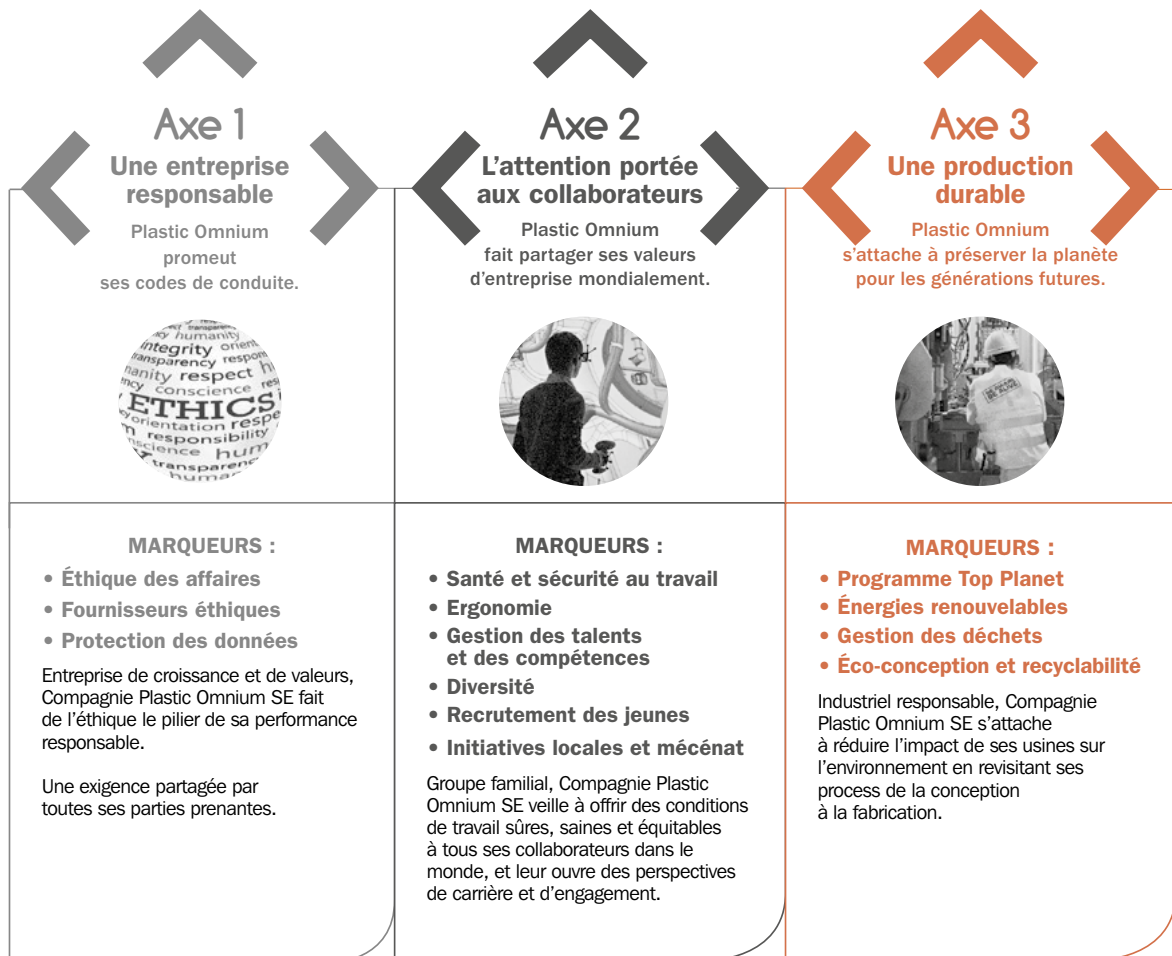 Axe 1
Une entreprise
responsable
Plastic Omnium
promeut
ses codes de conduite.
humanity
integrity
transparency
respect
conscience
ETHICS
orientation
responsibility
transparency
MARQUEURS :
• Éthique des affaires
• Fournisseurs éthiques
• Protection des données
Entreprise de croissance et de valeurs,
Compagnie Plastic Omnium SE fait
de l'éthique le pilier de sa performance
responsable.
Une exigence partagée par
toutes ses parties prenantes.
Axe 2
L'attention portée
aux collaborateurs
Plastic Omnium
fait partager ses valeurs
d'entreprise mondialement.
MARQUEURS :
• Santé et sécurité au travail
• Ergonomie
• Gestion des talents
et des compétences
• Diversité
• Recrutement des jeunes
• Initiatives locales et mécénat
Groupe familial, Compagnie Plastic
Omnium SE veille à offrir des conditions
de travail sûres, saines et équitables
à tous ses collaborateurs dans le
monde, et leur ouvre des perspectives
de carrière et d'engagement.
Axe 3
Une production
durable
Plastic Omnium
s'attache à préserver la planète
pour les générations futures.
MARQUEURS :
• Programme Top Planet
• Énergies renouvelables
• Gestion des déchets
• Éco-conception et recyclabilité
Industriel responsable, Compagnie
Plastic Omnium SE s'attache
à réduire l'impact de ses usines sur
l'environnement en revisitant ses
process de la conception
à la fabrication.